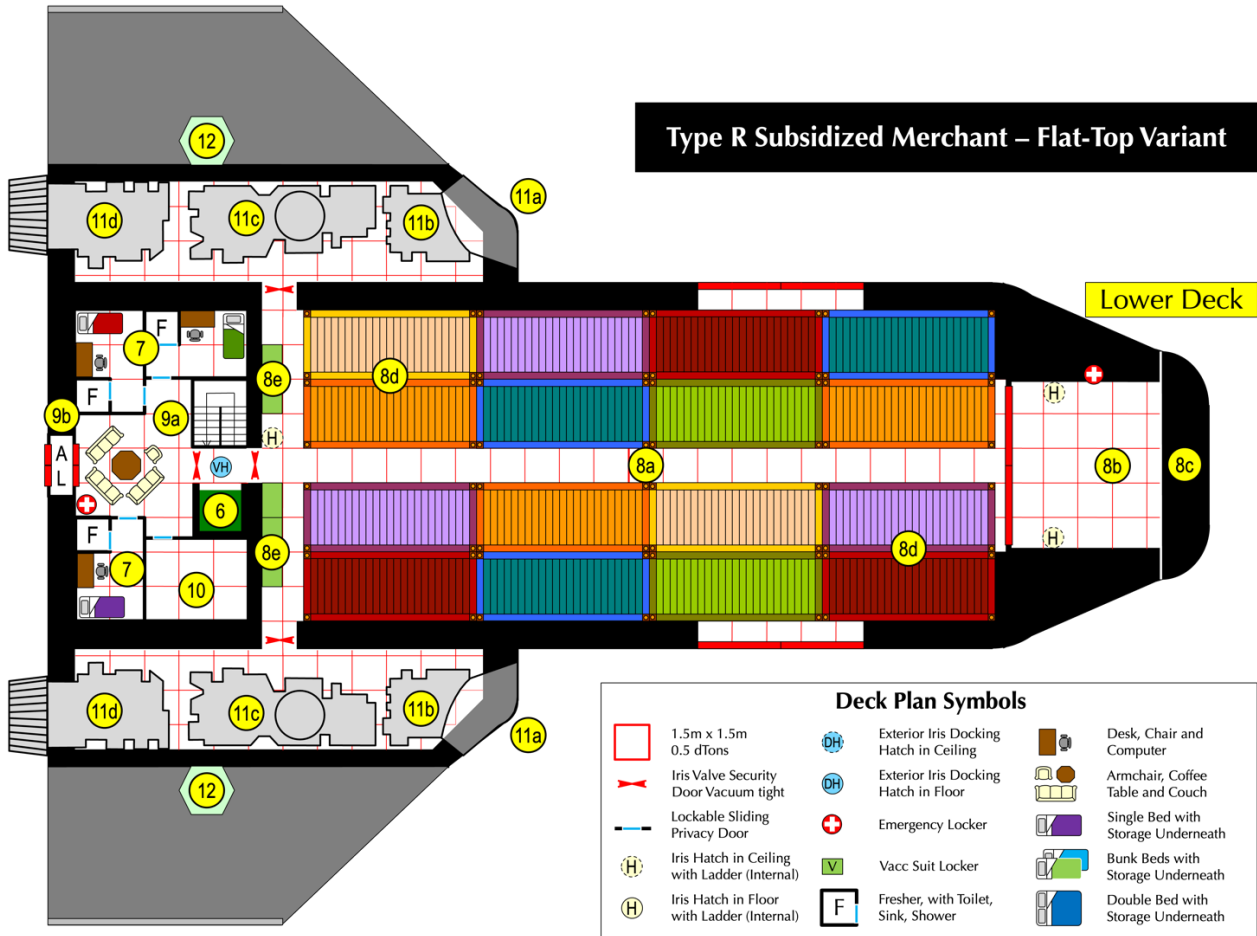 Type R Subsidized Merchant – Flat-Top Variant
Lower Deck
12
11a
11d
11c
11b
F
7
8e
8d
F
9b
9a
H
H
A
L
VH
8a
8b
8c
6
F
8e
8d
H
7
10
11d
11c
11b
11a
12
Deck Plan Symbols
1.5m x 1.5m
0.5 dTons
Iris Valve Security
Door Vacuum tight
Lockable Sliding
Privacy Door
H
Iris Hatch in Ceiling
with Ladder (Internal)
H
Iris Hatch in Floor
with Ladder (Internal)
DH
Exterior Iris Docking
Hatch in Ceiling
DH
Exterior Iris Docking
Hatch in Floor
Emergency Locker
V
Vacc Suit Locker
F
Fresher, with Toilet,
Sink, Shower
Desk, Chair and
Computer
Armchair, Coffee
Table and Couch
Single Bed with
Storage Underneath
Bunk Beds with
Storage Underneath
Double Bed with
Storage Underneath